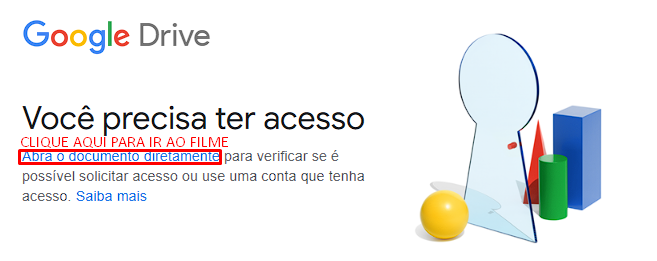 Google Drive
Você precisa ter acesso
CLIQUE AQUI PARA IR AO FILME
Abra o documento diretamente para verificar se é
possível solicitar acesso ou use uma conta que tenha
acesso. Saiba mais